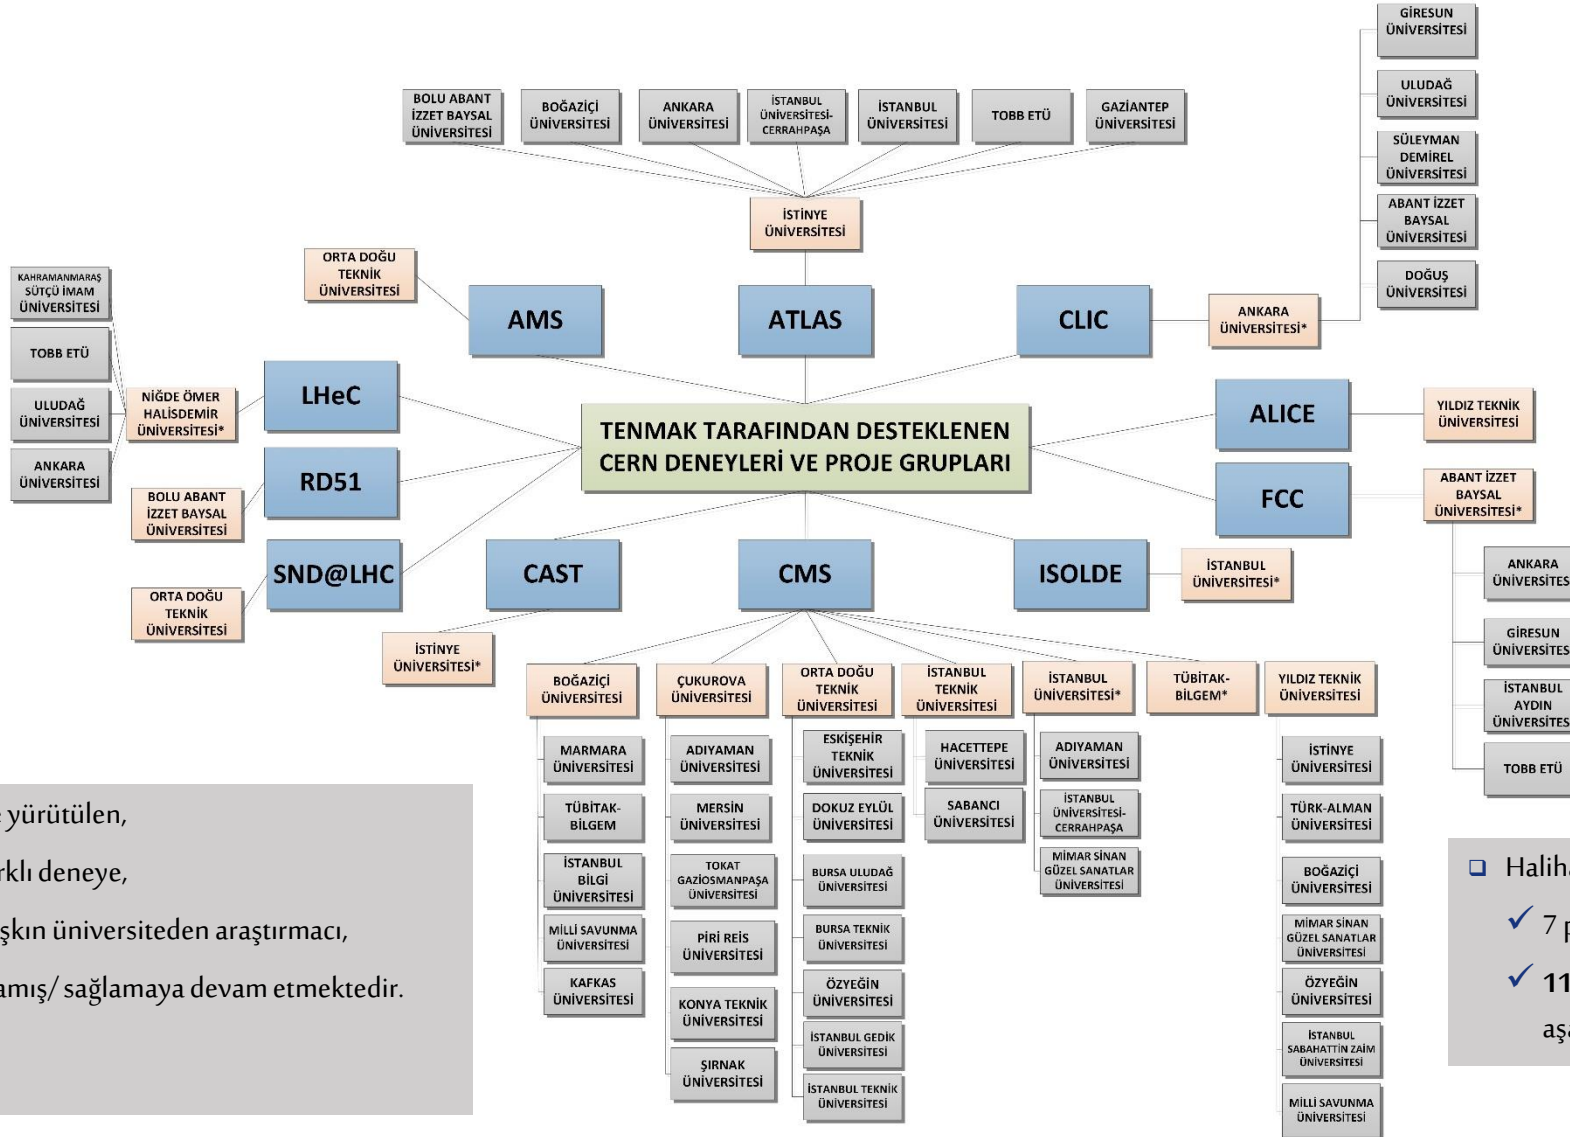 GİRESUN
ÜNİVERSİTESİ
ULUDAĞ
ÜNİVERSİTESİ
SÜLEYMAN
DEMİREL
ÜNİVERSİTESİ
ABANT İZZET
BAYSAL
ÜNİVERSİTESİ
DOĞUŞ
ÜNİVERSİTESİ
BOLU ABANT
İZZET BAYSAL
ÜNİVERSİTESİ
BOĞAZİÇİ
ÜNİVERSİTESİ
ANKARA
ÜNİVERSİTESİ
İSTANBUL
ÜNİVERSİTESİ-
CERRAHPAŞA
İSTANBUL
ÜNİVERSİTESİ
TOBB ETÜ
GAZİANTEP
ÜNİVERSİTESİ
İSTİNYE
ÜNİVERSİTESİ
ORTA DOĞU
TEKNİK
ÜNİVERSİTESİ
AMS
ATLAS
CLIC
ANKARA
ÜNİVERSİTESİ*
KAHRAMANMARAŞ
SÜTÇÜ İMAM
ÜNİVERSİTESİ
TOBB ETÜ
ULUDAĞ
ÜNİVERSİTESİ
ANKARA
ÜNİVERSİTESİ
NİĞDE ÖMER
HALİSDEMİR
ÜNİVERSİTESİ*
LHeC
TENMAK TARAFINDAN DESTEKLENEN
CERN DENEYLERİ VE PROJE GRUPLARI
ALICE
YILDIZ TEKNİK
ÜNİVERSİTESİ
BOLU ABANT
İZZET BAYSAL
ÜNİVERSİTESİ
RD51
FCC
ABANT İZZET
BAYSAL
ÜNİVERSİTESİ*
ANKARA
ÜNİVERSİTES
GİRESUN
ÜNİVERSİTES
İSTANBUL
AYDIN
ÜNİVERSİTES
TOBB ETÜ
ORTA DOĞU
TEKNİK
ÜNİVERSİTESİ
SND@LHC
CAST
CMS
ISOLDE
İSTANBUL
ÜNİVERSİTESİ*
İSTİNYE
ÜNİVERSİTESİ*
BOĞAZİÇİ
ÜNİVERSİTESİ
MARMARA
ÜNİVERSİTESİ
TÜBİTAK-
BİLGEM
İSTANBUL
BİLGİ
ÜNİVERSİTESİ
MİLLİ SAVUNMA
ÜNİVERSİTESİ
KAFKAS
ÜNİVERSİTESİ
ÇUKUROVA
ÜNİVERSİTESİ
ADIYAMAN
ÜNİVERSİTESİ
MERSİN
ÜNİVERSİTESİ
TOKAT
GAZİOSMANPAŞA
ÜNİVERSİTESİ
PİRİ REİS
ÜNİVERSİTESİ
KONYA TEKNİK
ÜNİVERSİTESİ
ŞIRNAK
ÜNİVERSİTESİ
ORTA DOĞU
TEKNİK
ÜNİVERSİTESİ
ESKİŞEHİR
TEKNİK
ÜNİVERSİTESİ
DOKUZ EYLÜL
ÜNİVERSİTESİ
BURSA ULUDAĞ
ÜNİVERSİTESİ
BURSA TEKNİK
ÜNİVERSİTESİ
ÖZYEĞİN
ÜNİVERSİTESİ
İSTANBUL GEDİK
ÜNİVERSİTESİ
İSTANBUL TEKNİK
ÜNİVERSİTESİ
İSTANBUL
TEKNİK
ÜNİVERSİTESİ
HACETTEPE
ÜNİVERSİTESİ
SABANCI
ÜNİVERSİTESİ
İSTANBUL
ÜNİVERSİTESİ*
ADIYAMAN
ÜNİVERSİTESİ
İSTANBUL
ÜNİVERSİTESİ-
CERRAHPAŞA
MİMAR SİNAN
GÜZEL SANATLAR
ÜNİVERSİTESİ
TÜBİTAK-
BİLGEM*
YILDIZ TEKNİK
ÜNİVERSİTESİ
İSTİNYE
ÜNİVERSİTESİ
TÜRK-ALMAN
ÜNİVERSİTESİ
BOĞAZİÇİ
ÜNİVERSİTESİ
MİMAR SİNAN
GÜZEL SANATLAR
ÜNİVERSİTESİ
ÖZYEĞİN
ÜNİVERSİTESİ
İSTANBUL
SABAHATTİN ZAİM
ÜNİVERSİTESİ
MİLLİ SAVUNMA
ÜNİVERSİTESİ
e yürütülen,
rklı deneye,
şkın üniversiteden araştırmacı,
amış/ sağlamaya devam etmektedir.
Haliha
7 p
11
aşa